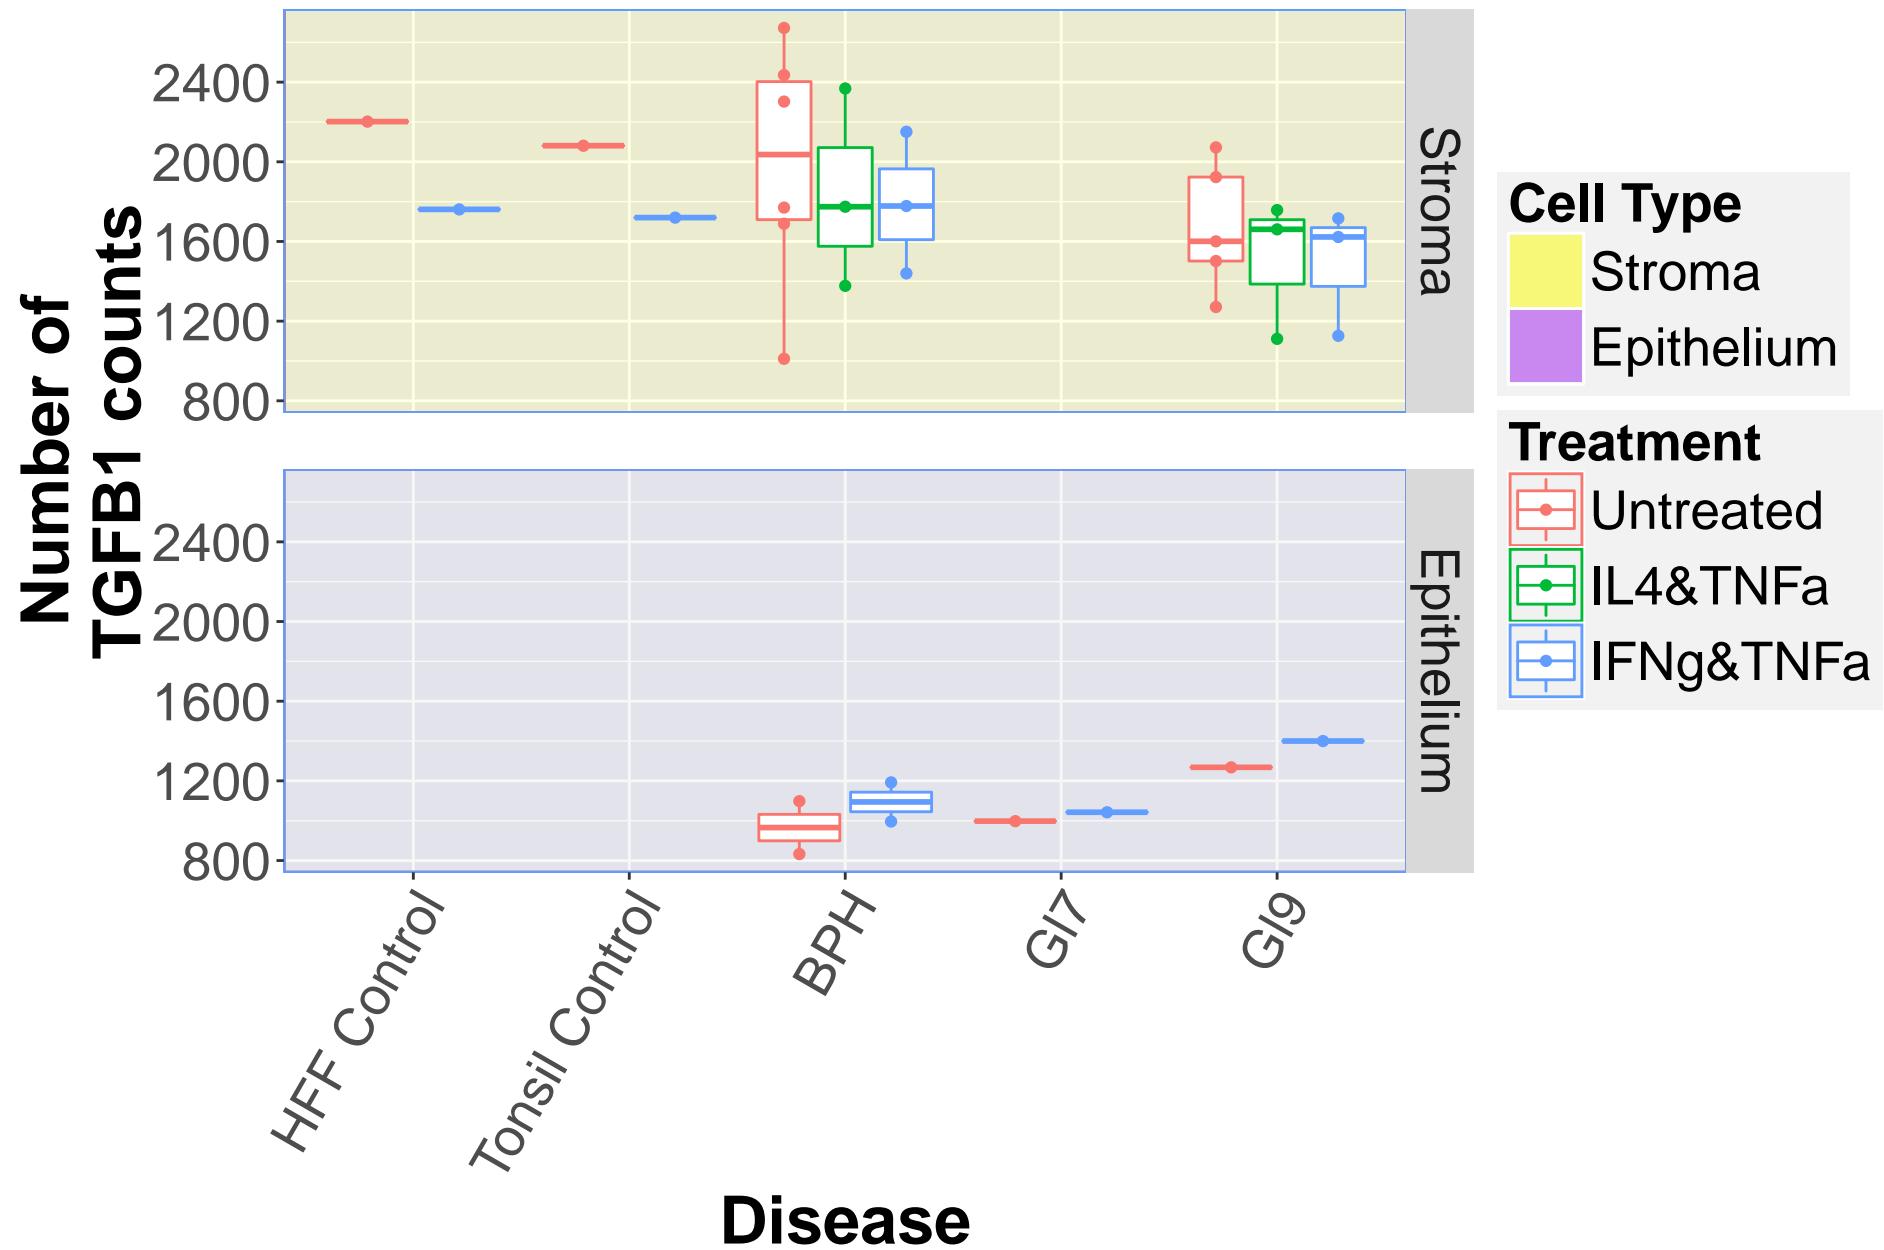 Number of
TGFB1 counts
2400
2000
1600
1200
800
Stroma
2400
2000
1600
1200
800
Epithelium
HFF Control
Tonsil Control
BPH
Gl7
Gl9
Disease
Cell Type
Stroma
Epithelium
Treatment
Untreated
IL4&TNFa
IFNg&TNFa